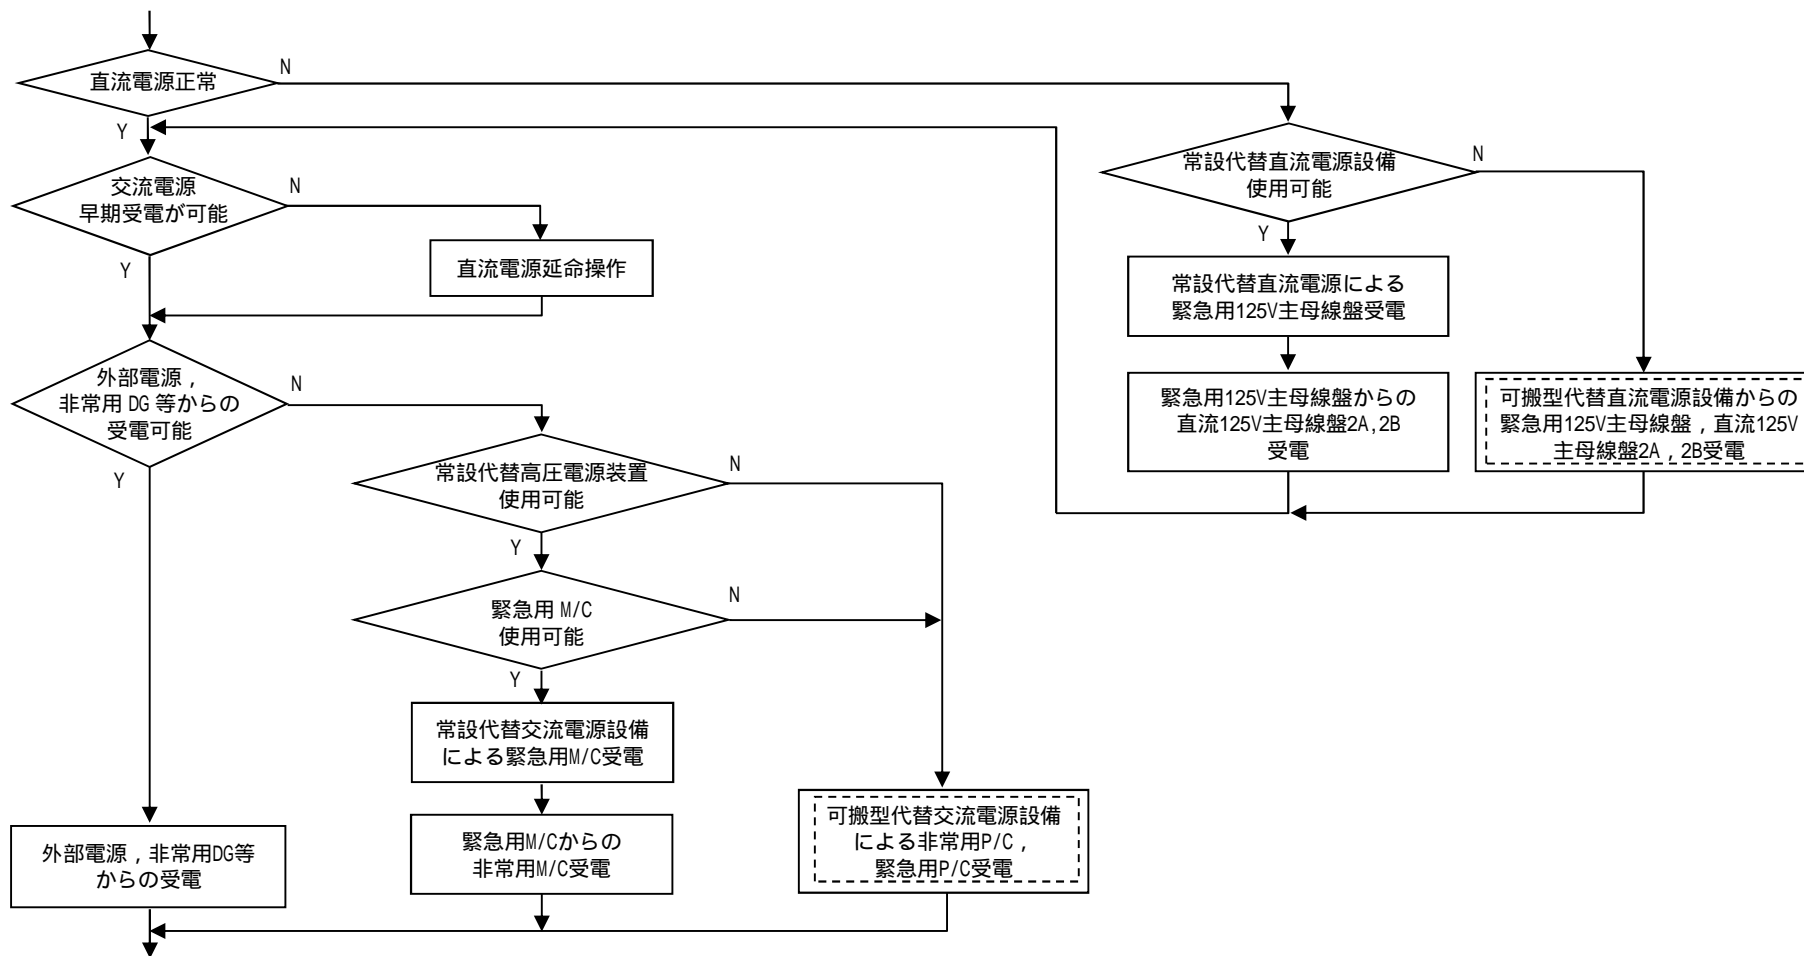 直流電源正常
N
Y
交流電源
早期受電が可能
N
Y
直流電源延命操作
外部電源，
非常用 DG 等からの
受電可能
N
Y
常設代替高圧電源装置
使用可能
N
Y
緊急用 M/C
使用可能
N
Y
常設代替交流電源設備
による緊急用M/C受電
緊急用M/Cからの
非常用M/C受電
可搬型代替交流電源設備
による非常用P/C，
緊急用P/C受電
外部電源，非常用DG等
からの受電
常設代替直流電源設備
使用可能
N
Y
常設代替直流電源による
緊急用125V主母線盤受電
緊急用125V主母線盤からの
直流125V主母線盤2A,2B
受電
可搬型代替直流電源設備からの
緊急用125V主母線盤，直流125V
主母線盤2A，2B受電